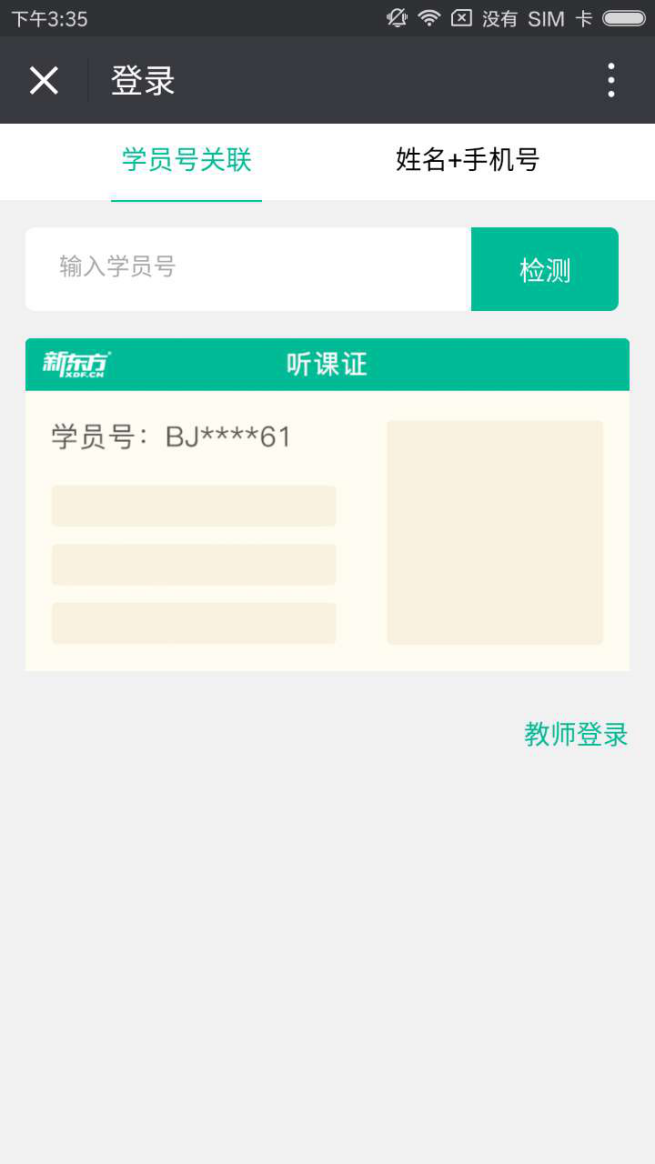 下午3:35 没有 SIM 卡
登录
学员号关联 姓名+手机号
输入学员号 检测
新东方 XDF.CN 听课证
学员号：BJ****61
教师登录